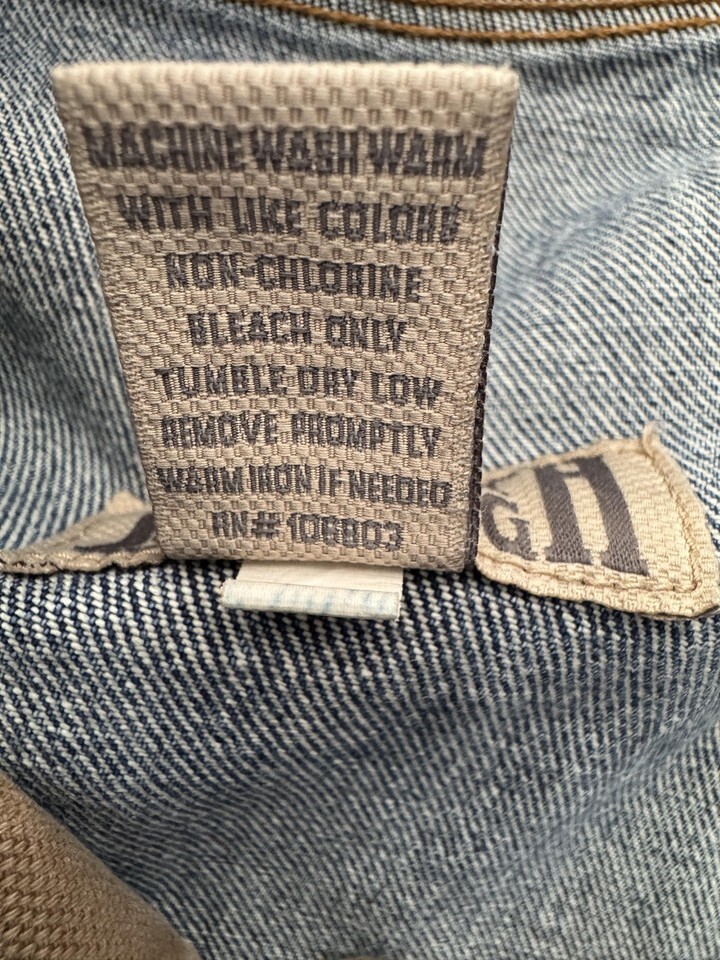 MACHINE WASH WARM
WITH LIKE COLORS
NON-CHLORINE
BLEACH ONLY
TUMBLE DRY LOW
REMOVE PROMPTLY
WARM IRON IF NEEDED
RN# 106803
H